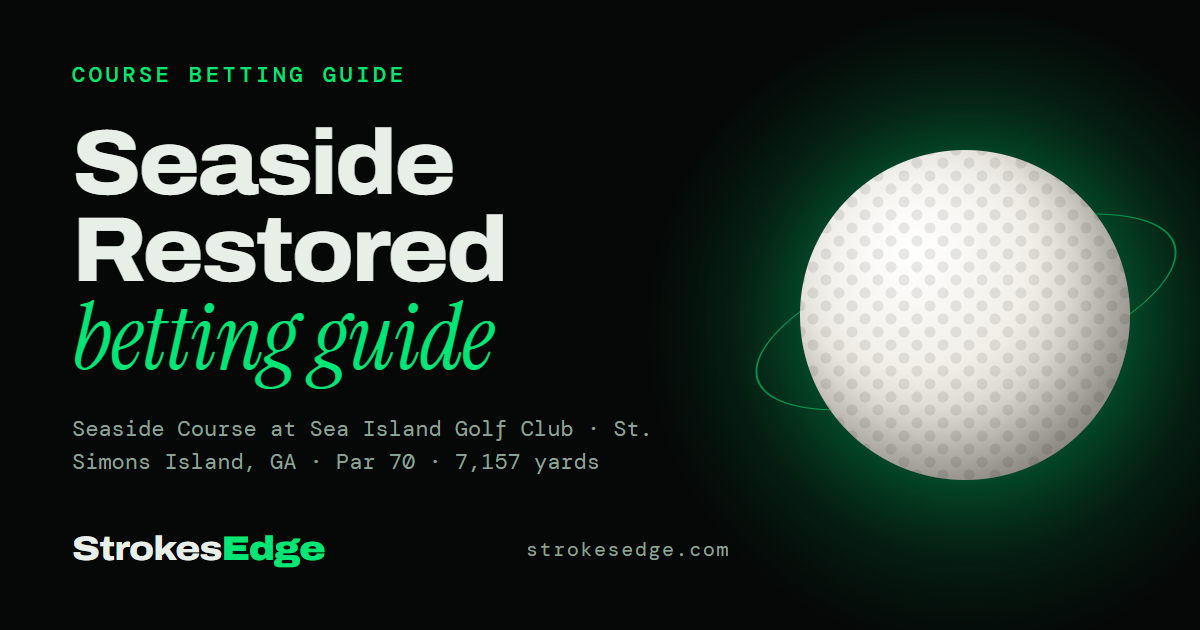 COURSE BETTING GUIDE
Seaside
Restored
betting guide
Seaside Course at Sea Island Golf Club · St.
Simons Island, GA · Par 70 · 7,157 yards
StrokesEdge
strokesedge.com